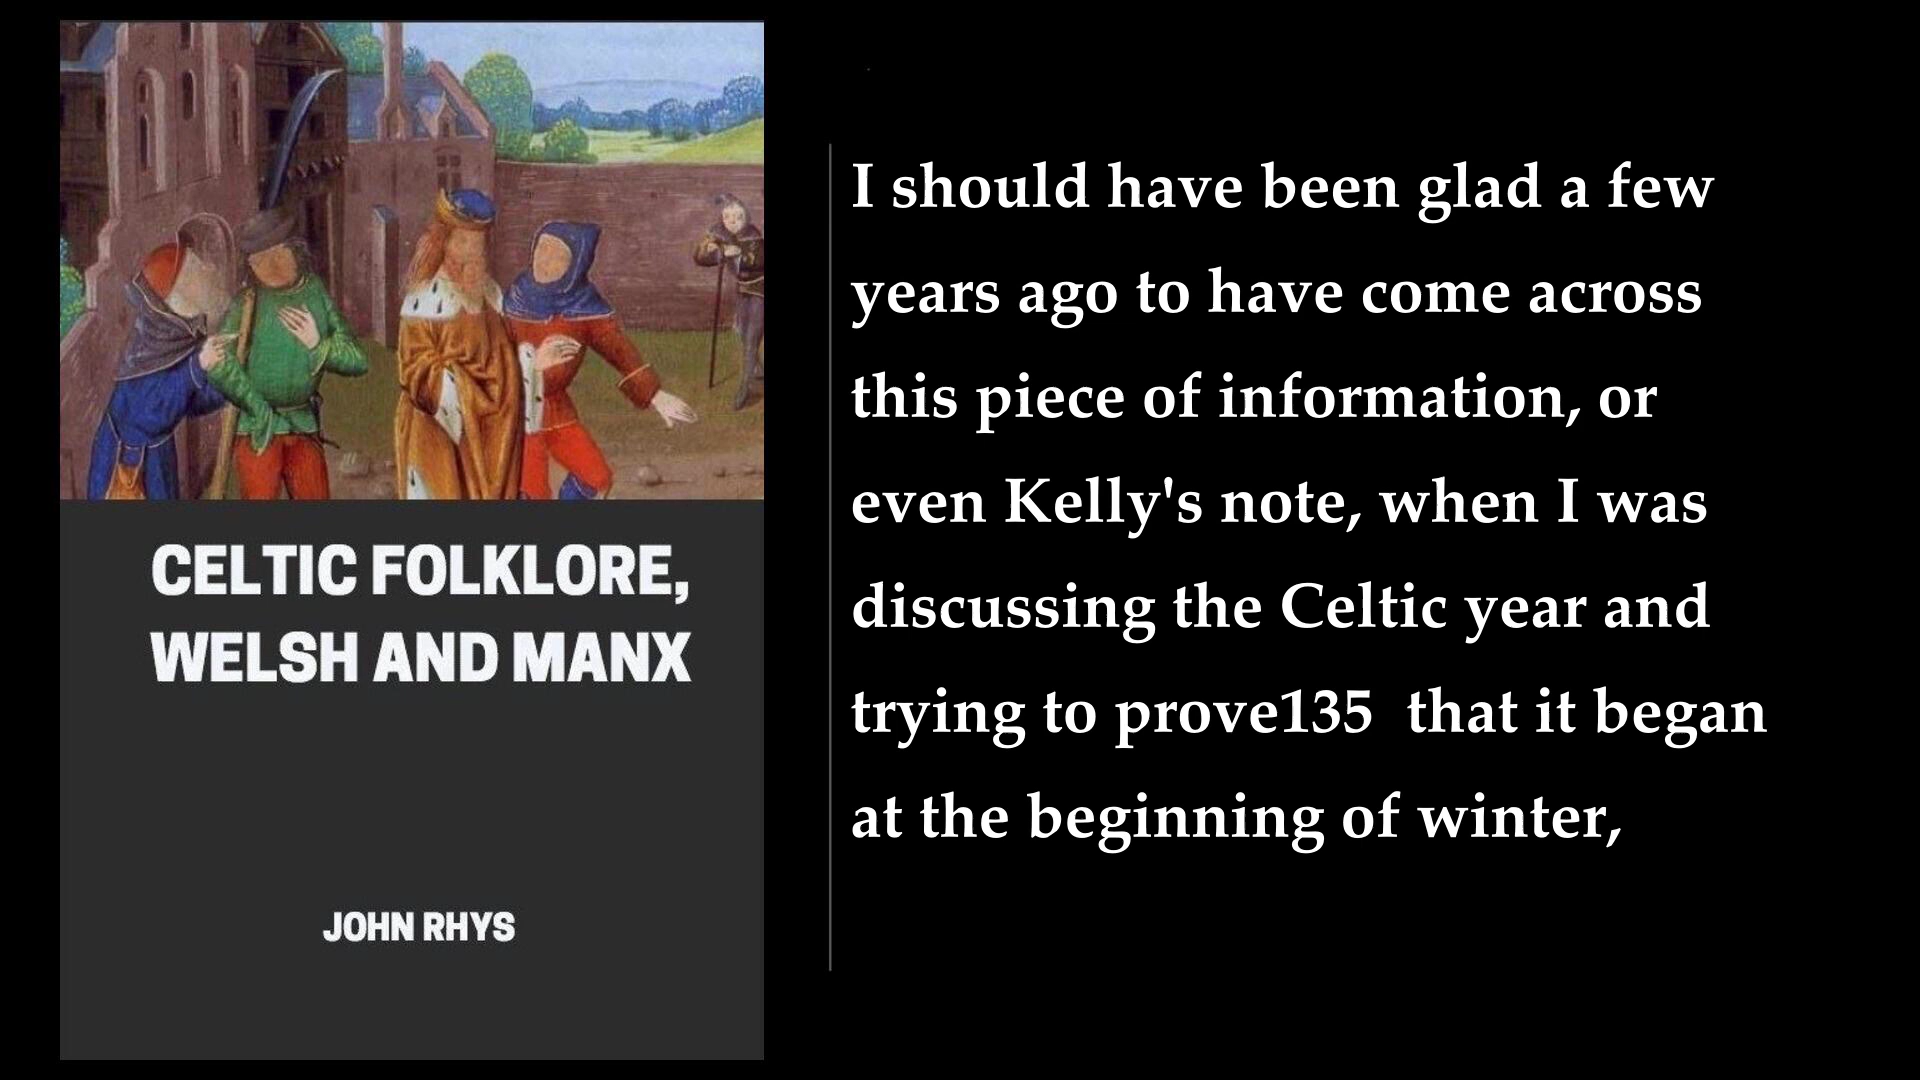 CELTIC FOLKLORE,
WELSH AND MANX
JOHN RHYS
I should have been glad a few
years ago to have come across
this piece of information, or
even Kelly's note, when I was
discussing the Celtic year and
trying to prove135  that it began
at the beginning of winter,